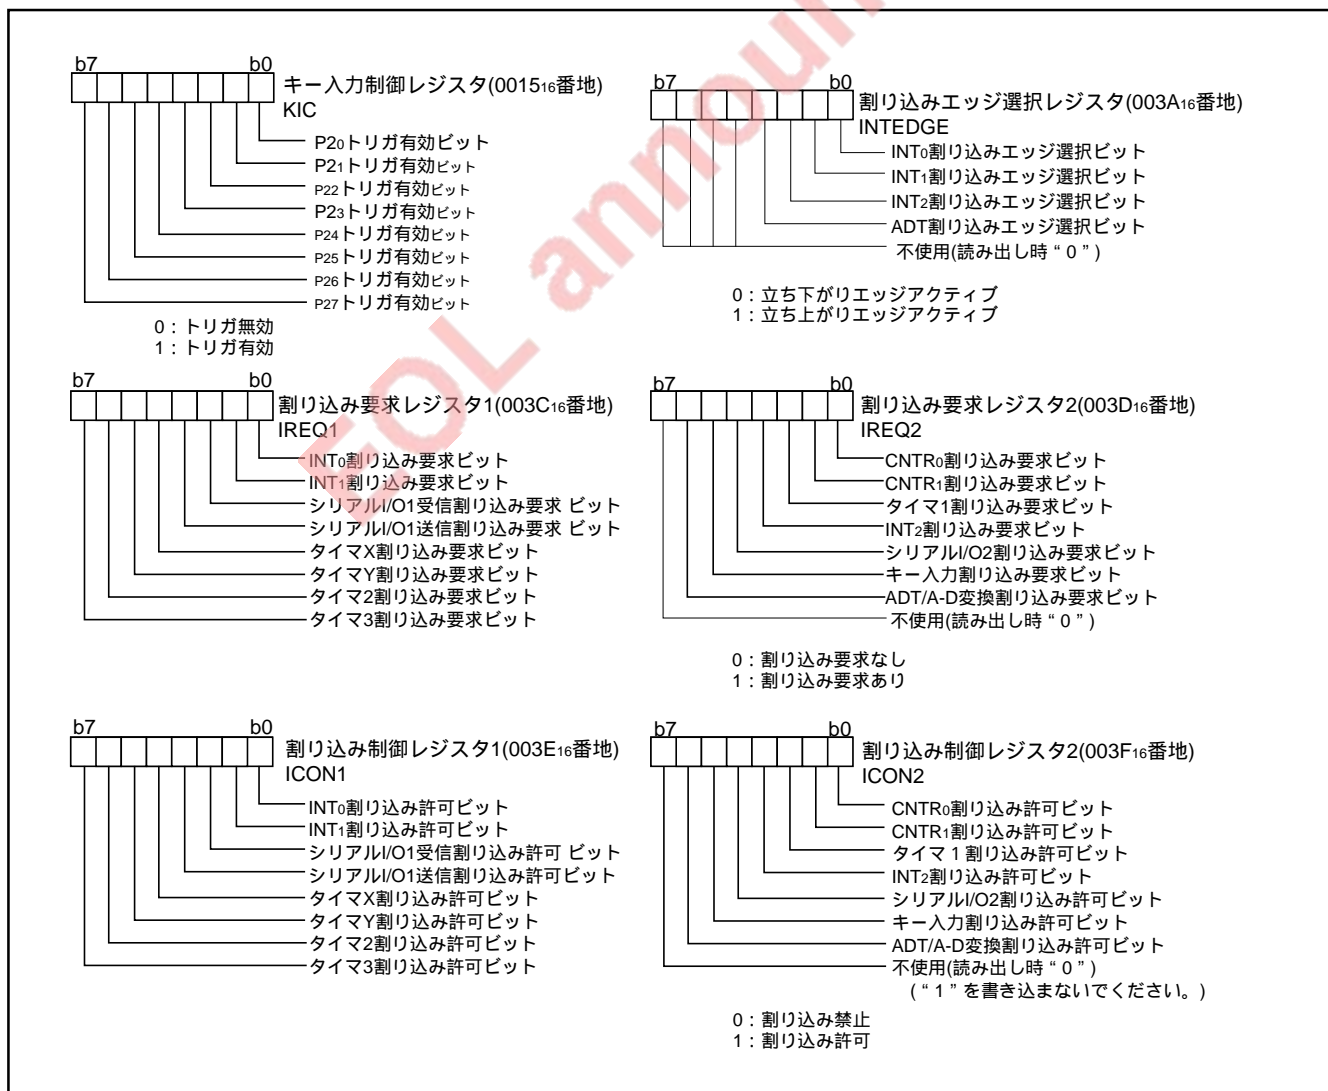 b7 b0
キー入力制御レジスタ(001516番地)
KIC
P20トリガ有効ビット
P21トリガ有効ビット
P22トリガ有効ビット
P23トリガ有効ビット
P24トリガ有効ビット
P25トリガ有効ビット
P26トリガ有効ビット
P27トリガ有効ビット
0：トリガ無効
1：トリガ有効
b7 b0
割り込みエッジ選択レジスタ(003A16番地)
INTEDGE
INT0割り込みエッジ選択ビット
INT1割り込みエッジ選択ビット
INT2割り込みエッジ選択ビット
ADT割り込みエッジ選択ビット
不使用(読み出し時 “ 0 ” )
0：立ち下がりエッジアクティブ
1：立ち上がりエッジアクティブ
b7 b0
割り込み要求レジスタ1(003C16番地)
IREQ1
INT0割り込み要求ビット
INT1割り込み要求ビット
シリアルI/O1受信割り込み要求 ビット
シリアルI/O1送信割り込み要求 ビット
タイマX割り込み要求ビット
タイマY割り込み要求ビット
タイマ2割り込み要求ビット
タイマ3割り込み要求ビット
b7 b0
割り込み要求レジスタ2(003D16番地)
IREQ2
CNTR0割り込み要求ビット
CNTR1割り込み要求ビット
タイマ1割り込み要求ビット
INT2割り込み要求ビット
シリアルI/O2割り込み要求ビット
キー入力割り込み要求ビット
ADT/A-D変換割り込み要求ビット
不使用(読み出し時 “ 0 ” )
0：割り込み要求なし
1：割り込み要求あり
b7 b0
割り込み制御レジスタ1(003E16番地)
ICON1
INT0割り込み許可ビット
INT1割り込み許可ビット
シリアルI/O1受信割り込み許可 ビット
シリアルI/O1送信割り込み許可ビット
タイマX割り込み許可ビット
タイマY割り込み許可ビット
タイマ2割り込み許可ビット
タイマ3割り込み許可ビット
b7 b0
割り込み制御レジスタ2(003F16番地)
ICON2
CNTR0割り込み許可ビット
CNTR1割り込み許可ビット
タイマ１割り込み許可ビット
INT2割り込み許可ビット
シリアルI/O2割り込み許可ビット
キー入力割り込み許可ビット
ADT/A-D変換割り込み許可ビット
不使用(読み出し時 “ 0 ” )
( “ 1 ” を書き込まないでください。)
0：割り込み禁止
1：割り込み許可
EOL announ